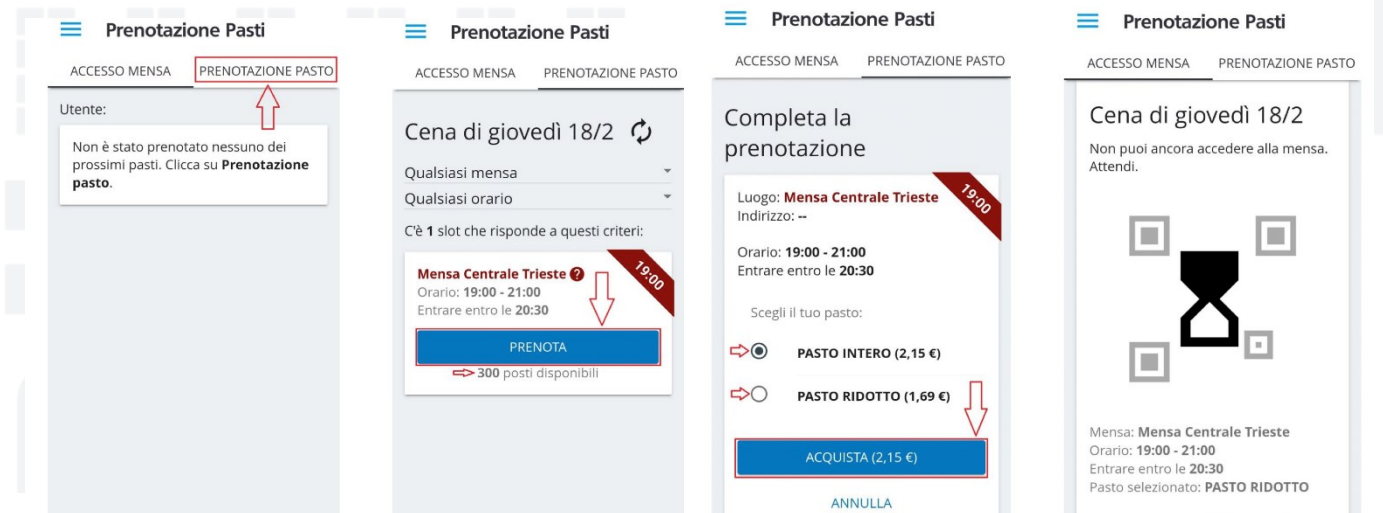 Prenotazione Pasti
ACCESSO MENSA PRENOTAZIONE PASTO
Utente:
Non è stato prenotato nessuno dei
prossimi pasti. Clicca su Prenotazione
pasto.
Prenotazione Pasti
ACCESSO MENSA PRENOTAZIONE PASTO
Cena di giovedì 18/2
Qualsiasi mensa
Qualsiasi orario
C'è 1 slot che risponde a questi criteri:
19:00
Mensa Centrale Trieste ?
Orario: 19:00 - 21:00
Entrare entro le 20:30
PRENOTA
300 posti disponibili
Prenotazione Pasti
ACCESSO MENSA PRENOTAZIONE PASTO
Completa la
prenotazione
19:00
Luogo: Mensa Centrale Trieste
Indirizzo: --
Orario: 19:00 - 21:00
Entrare entro le 20:30
Scegli il tuo pasto:
PASTO INTERO (2,15 €)
PASTO RIDOTTO (1,69 €)
ACQUISTA (2,15 €)
ANNULLA
Prenotazione Pasti
ACCESSO MENSA PRENOTAZIONE PASTO
Cena di giovedì 18/2
Non puoi ancora accedere alla mensa.
Attendi.
Mensa: Mensa Centrale Trieste
Orario: 19:00 - 21:00
Entrare entro le 20:30
Pasto selezionato: PASTO RIDOTTO